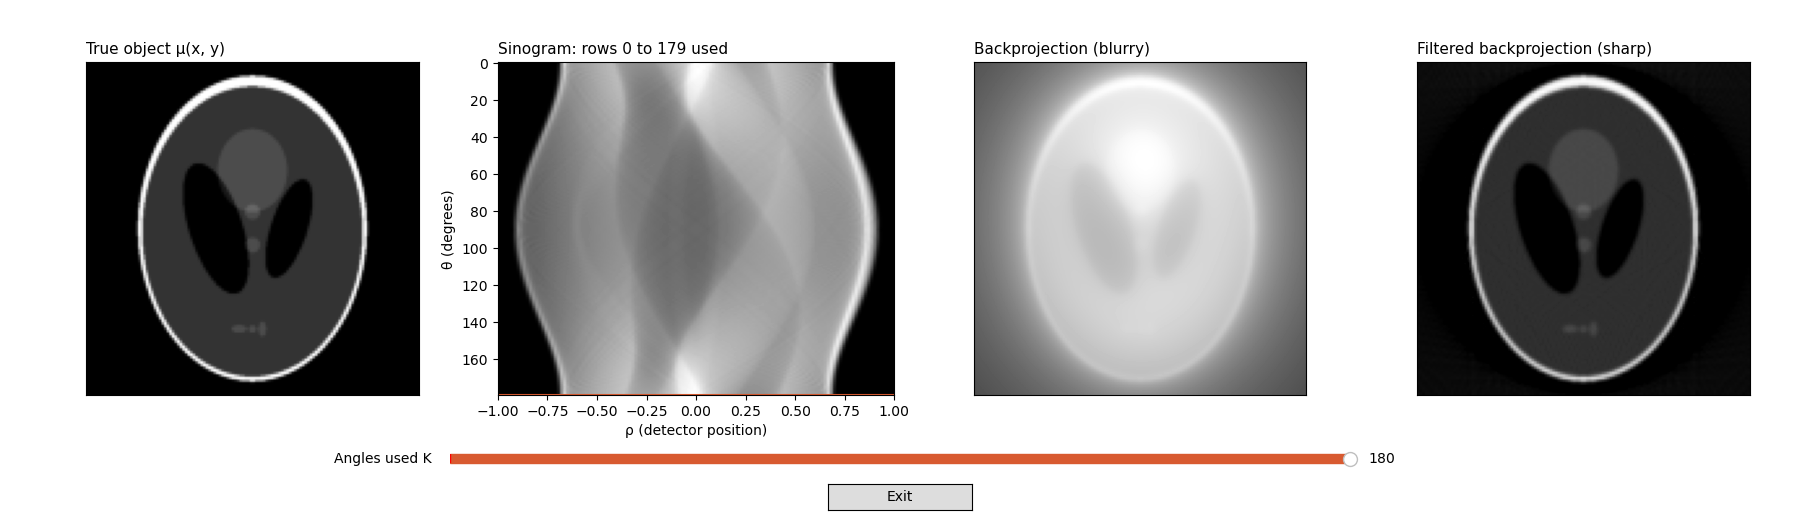 True object μ(x, y)
Sinogram: rows 0 to 179 used
Backprojection (blurry)
Filtered backprojection (sharp)
0
20
40
60
80
100
120
140
160
θ (degrees)
−1.00 −0.75 −0.50 −0.25 0.00 0.25 0.50 0.75 1.00
ρ (detector position)
Angles used K 180
Exit